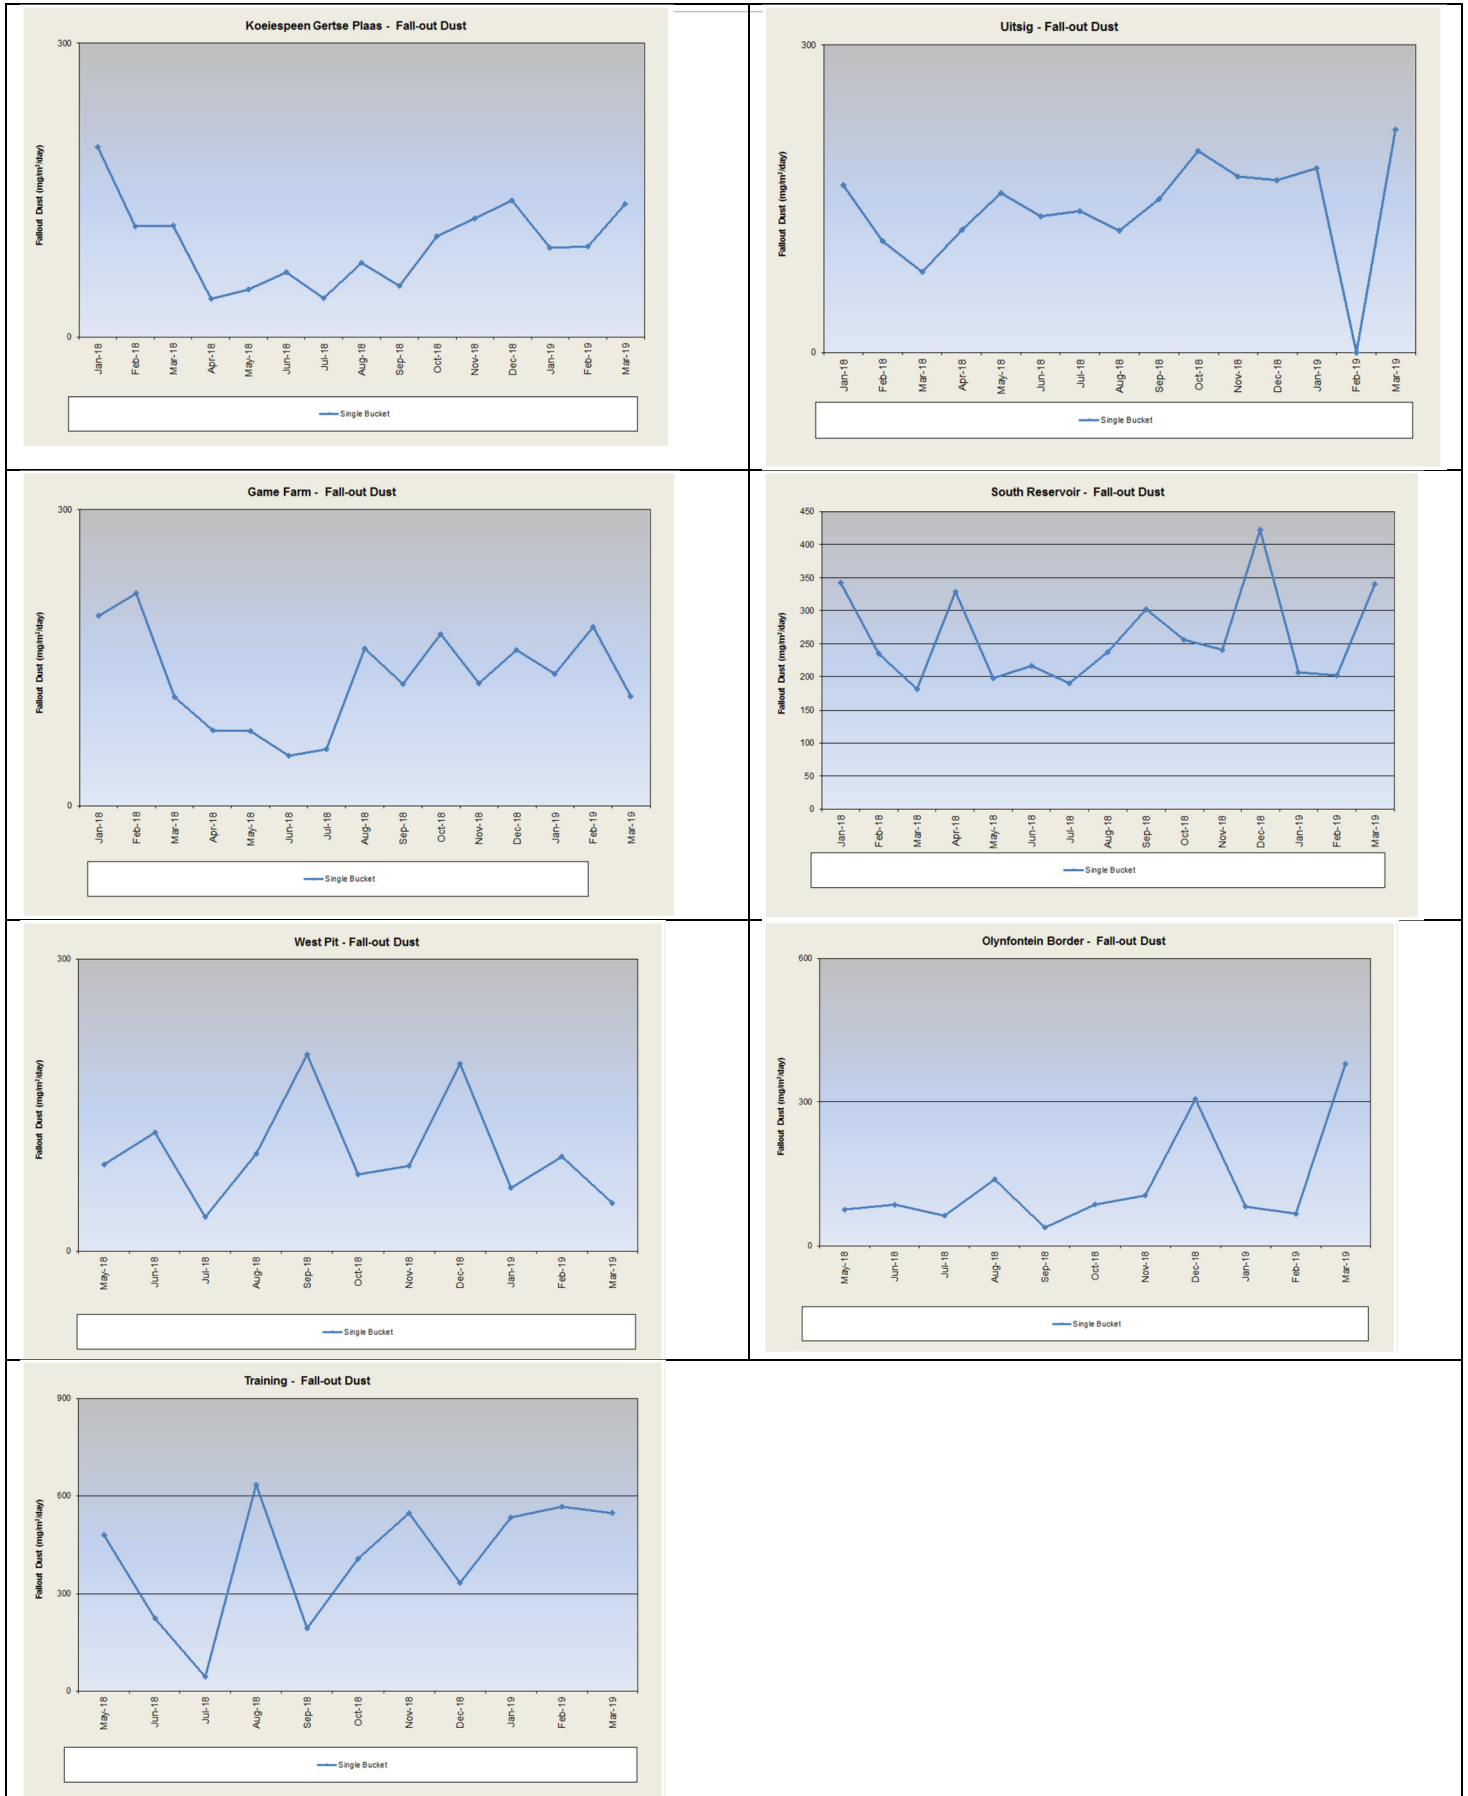 Koeiespeen Gertse Plaas - Fall-out Dust
Fallout Dust (mg/m²/day)
300
0
Jan-18
Feb-18
Mar-18
Apr-18
May-18
Jun-18
Jul-18
Aug-18
Sep-18
Oct-18
Nov-18
Dec-18
Jan-19
Feb-19
Mar-19
Single Bucket
Uitsig - Fall-out Dust
Fallout Dust (mg/m²/day)
300
0
Jan-18
Feb-18
Mar-18
Apr-18
May-18
Jun-18
Jul-18
Aug-18
Sep-18
Oct-18
Nov-18
Dec-18
Jan-19
Feb-19
Mar-19
Single Bucket
Game Farm - Fall-out Dust
Fallout Dust (mg/m²/day)
300
0
Jan-18
Feb-18
Mar-18
Apr-18
May-18
Jun-18
Jul-18
Aug-18
Sep-18
Oct-18
Nov-18
Dec-18
Jan-19
Feb-19
Mar-19
Single Bucket
South Reservoir - Fall-out Dust
Fallout Dust (mg/m²/day)
450
400
350
300
250
200
150
100
50
0
Jan-18
Feb-18
Mar-18
Apr-18
May-18
Jun-18
Jul-18
Aug-18
Sep-18
Oct-18
Nov-18
Dec-18
Jan-19
Feb-19
Mar-19
Single Bucket
West Pit - Fall-out Dust
Fallout Dust (mg/m²/day)
300
0
May-18
Jun-18
Jul-18
Aug-18
Sep-18
Oct-18
Nov-18
Dec-18
Jan-19
Feb-19
Mar-19
Single Bucket
Olynfontein Border - Fall-out Dust
Fallout Dust (mg/m²/day)
600
300
0
May-18
Jun-18
Jul-18
Aug-18
Sep-18
Oct-18
Nov-18
Dec-18
Jan-19
Feb-19
Mar-19
Single Bucket
Training - Fall-out Dust
Fallout Dust (mg/m²/day)
900
600
300
0
May-18
Jun-18
Jul-18
Aug-18
Sep-18
Oct-18
Nov-18
Dec-18
Jan-19
Feb-19
Mar-19
Single Bucket